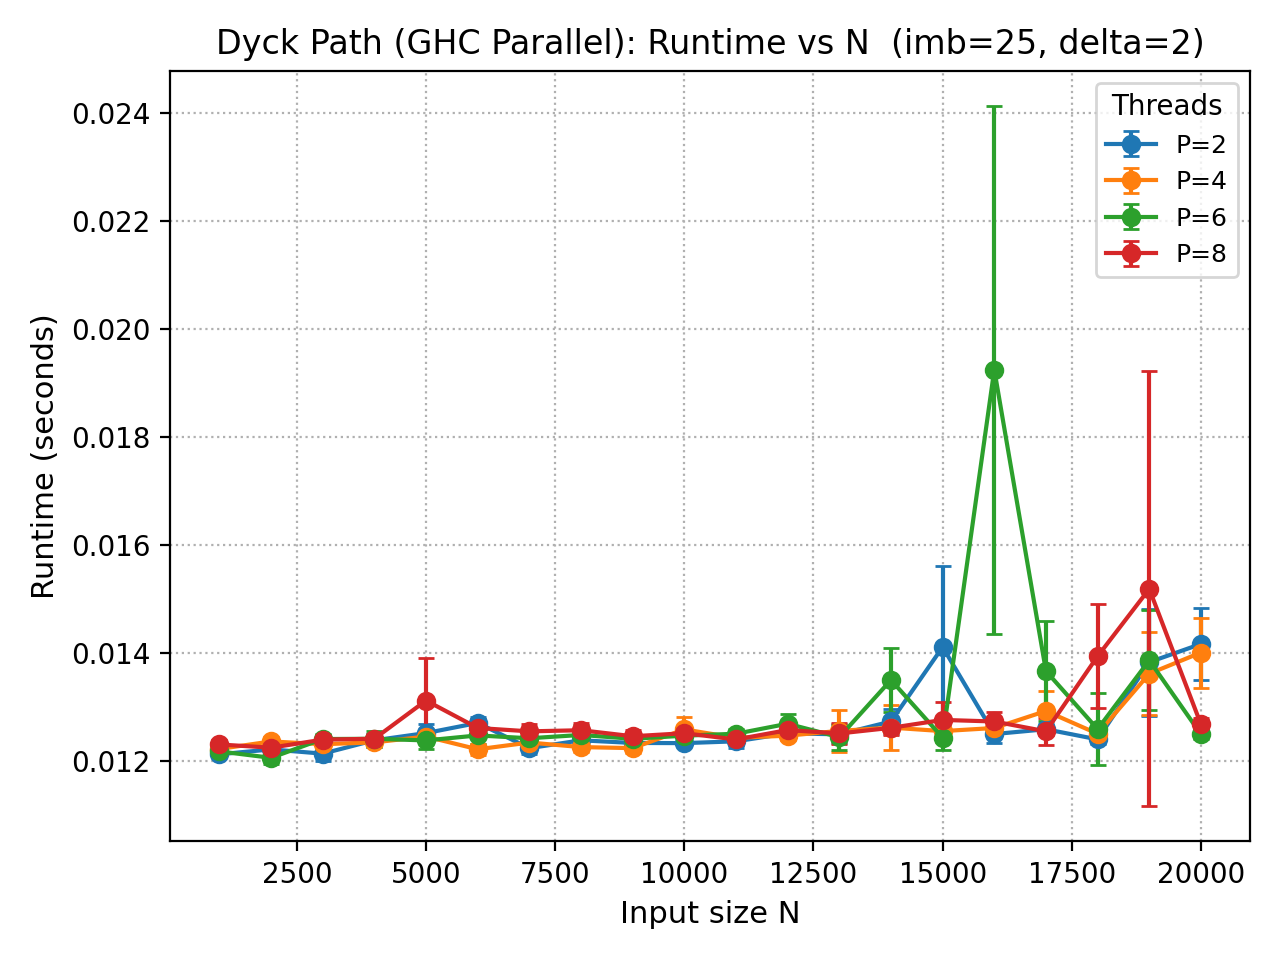 Dyck Path (GHC Parallel): Runtime vs N  (imb=25, delta=2)
Threads
P=2
P=4
P=6
P=8
Runtime (seconds)
0.024
0.022
0.020
0.018
0.016
0.014
0.012
2500 5000 7500 10000 12500 15000 17500 20000
Input size N